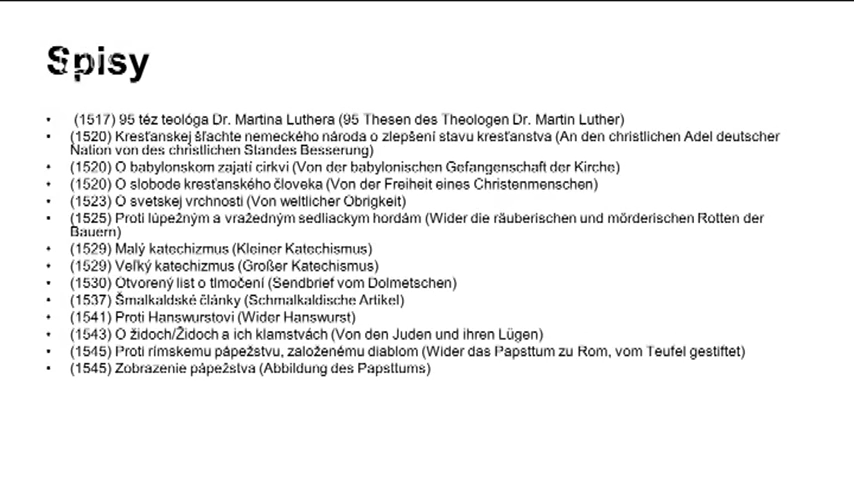 Spisy
• (1517) 95 téz teológa Dr. Martina Luthera (95 Thesen des Theologen Dr. Martin Luther)
• (1520) Kresťanskej šľachte nemeckého národa o zlepšení stavu kresťanstva (An den christlichen Adel deutscher
Nation von des christlichen Standes Besserung)
• (1520) O babylonskom zajatí cirkvi (Von der babylonischen Gefangenschaft der Kirche)
• (1520) O slobode kresťanského človeka (Von der Freiheit eines Christenmenschen)
• (1523) O svetskej vrchnosti (Von weltlicher Obrigkeit)
• (1525) Proti lúpežným a vražedným sedliackym hordám (Wider die räuberischen und mörderischen Rotten der
Bauern)
• (1529) Malý katechizmus (Kleiner Katechismus)
• (1529) Veľký katechizmus (Großer Katechismus)
• (1530) Otvorený list o tlmočení (Sendbrief vom Dolmetschen)
• (1537) Šmalkaldské články (Schmalkaldische Artikel)
• (1541) Proti Hanswurstovi (Wider Hanswurst)
• (1543) O židoch/Židoch a ich klamstvách (Von den Juden und ihren Lügen)
• (1545) Proti rímskemu pápežstvu, založenému diablom (Wider das Papsttum zu Rom, vom Teufel gestiftet)
• (1545) Zobrazenie pápežstva (Abbildung des Papsttums)